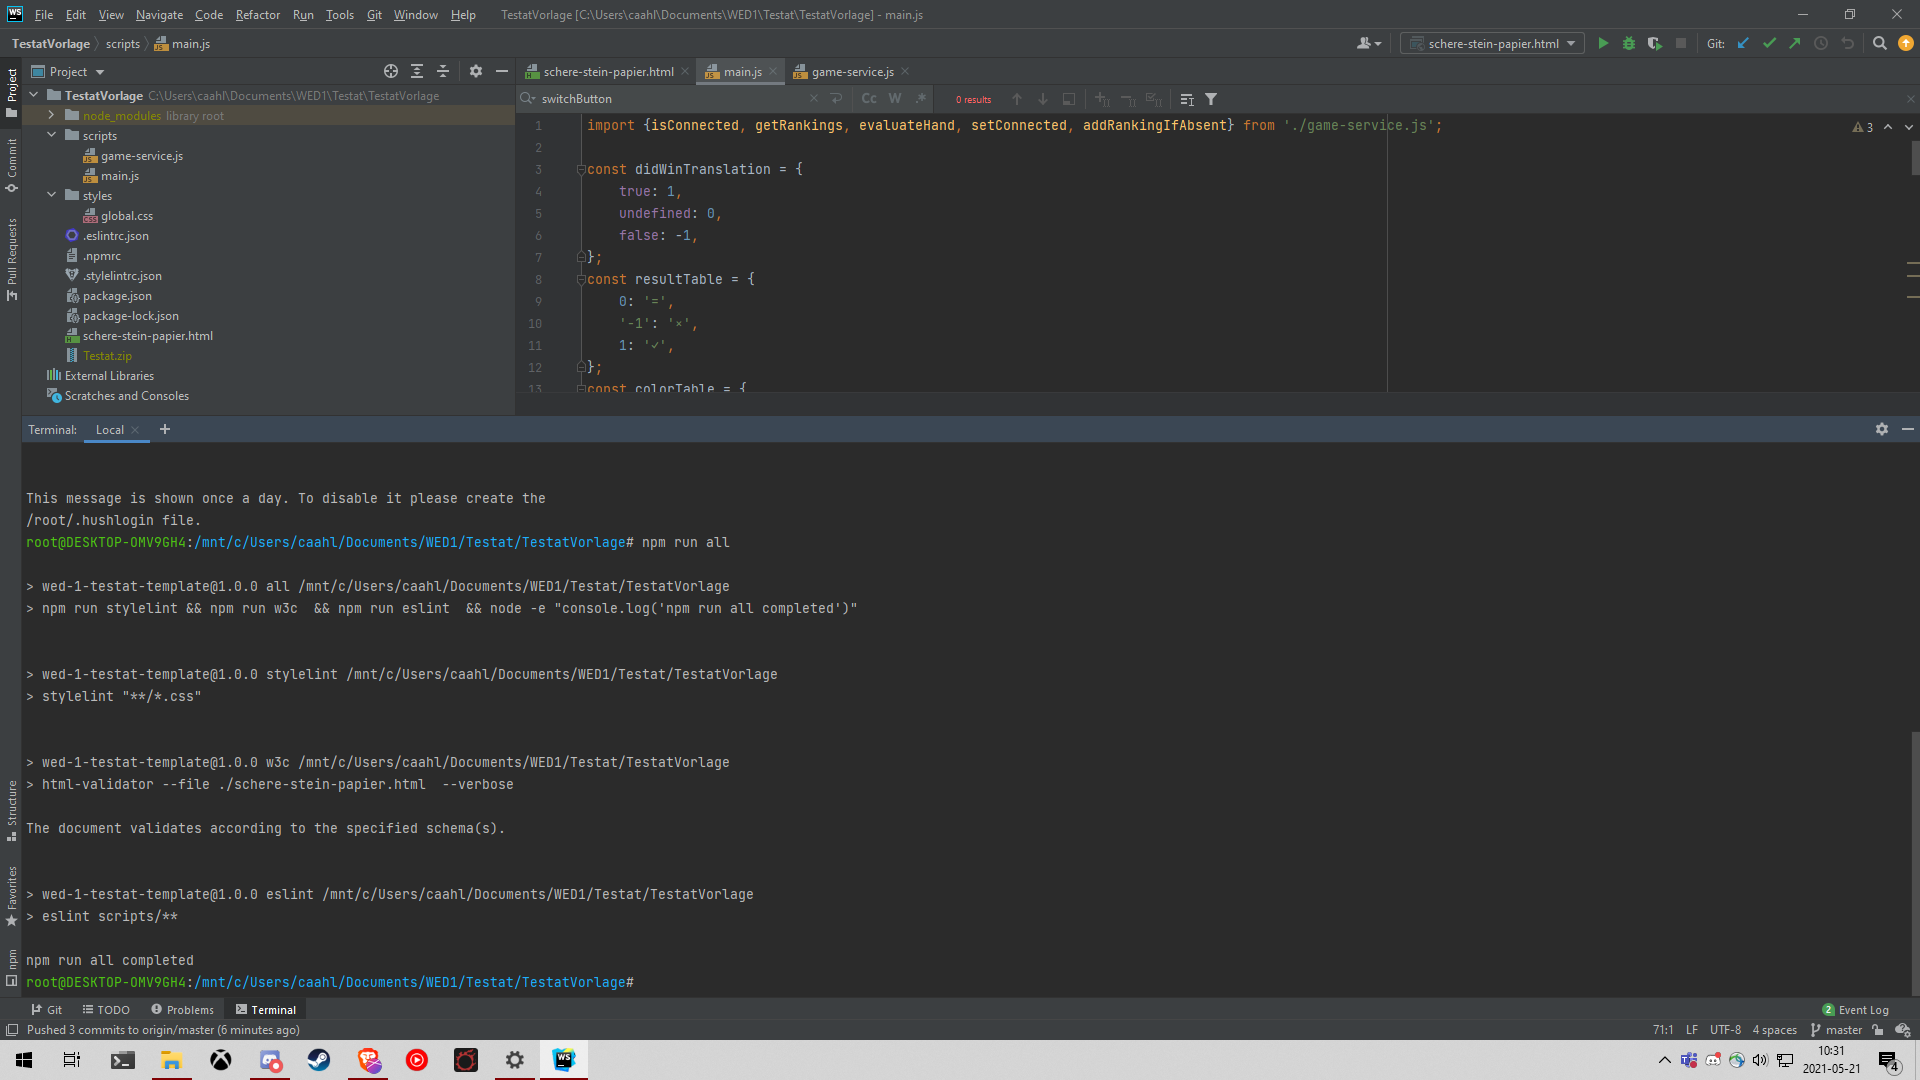 WS File Edit View Navigate Code Refactor Run Tools Git Window Help TestatVorlage [C:\Users\caahl\Documents\WED1\Testat\TestatVorlage] - main.js
TestatVorlage scripts main.js schere-stein-papier.html Git:
Project
schere-stein-papier.html main.js game-service.js
switchButton Cc W .* 0 results
Project
Commit
Pull Requests
TestatVorlage C:\Users\caahl\Documents\WED1\Testat\TestatVorlage
node_modules library root
scripts
game-service.js
main.js
styles
global.css
.eslintrc.json
.npmrc
.stylelintrc.json
package.json
package-lock.json
schere-stein-papier.html
Testat.zip
External Libraries
Scratches and Consoles
1 import {isConnected, getRankings, evaluateHand, setConnected, addRankingIfAbsent} from './game-service.js';
3
2
3 const didWinTranslation = {
4 true: 1,
5 undefined: 0,
6 false: -1,
7 };
8 const resultTable = {
9 0: '=',
10 '-1': '×',
11 1: '✓',
12 };
13 const colorTable = {
Terminal: Local
This message is shown once a day. To disable it please create the
/root/.hushlogin file.
root@DESKTOP-OMV9GH4:/mnt/c/Users/caahl/Documents/WED1/Testat/TestatVorlage# npm run all
> wed-1-testat-template@1.0.0 all /mnt/c/Users/caahl/Documents/WED1/Testat/TestatVorlage
> npm run stylelint && npm run w3c  && npm run eslint  && node -e "console.log('npm run all completed')"
> wed-1-testat-template@1.0.0 stylelint /mnt/c/Users/caahl/Documents/WED1/Testat/TestatVorlage
> stylelint "**/*.css"
> wed-1-testat-template@1.0.0 w3c /mnt/c/Users/caahl/Documents/WED1/Testat/TestatVorlage
> html-validator --file ./schere-stein-papier.html  --verbose
The document validates according to the specified schema(s).
> wed-1-testat-template@1.0.0 eslint /mnt/c/Users/caahl/Documents/WED1/Testat/TestatVorlage
> eslint scripts/**
npm run all completed
root@DESKTOP-OMV9GH4:/mnt/c/Users/caahl/Documents/WED1/Testat/TestatVorlage#
Structure
Favorites
npm
Git TODO Problems Terminal 2 Event Log
Pushed 3 commits to origin/master (6 minutes ago) 71:1 LF UTF-8 4 spaces master
WS
10:31
2021-05-21
4